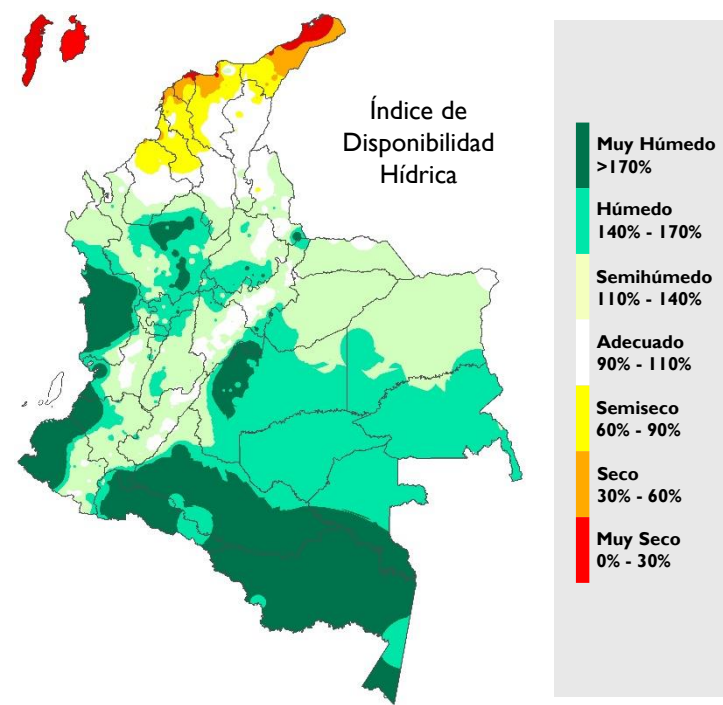 Índice de
Disponibilidad
Hídrica
Muy Húmedo
>170%
Húmedo
140% - 170%
Semihúmedo
110% - 140%
Adecuado
90% - 110%
Semiseco
60% - 90%
Seco
30% - 60%
Muy Seco
0% - 30%